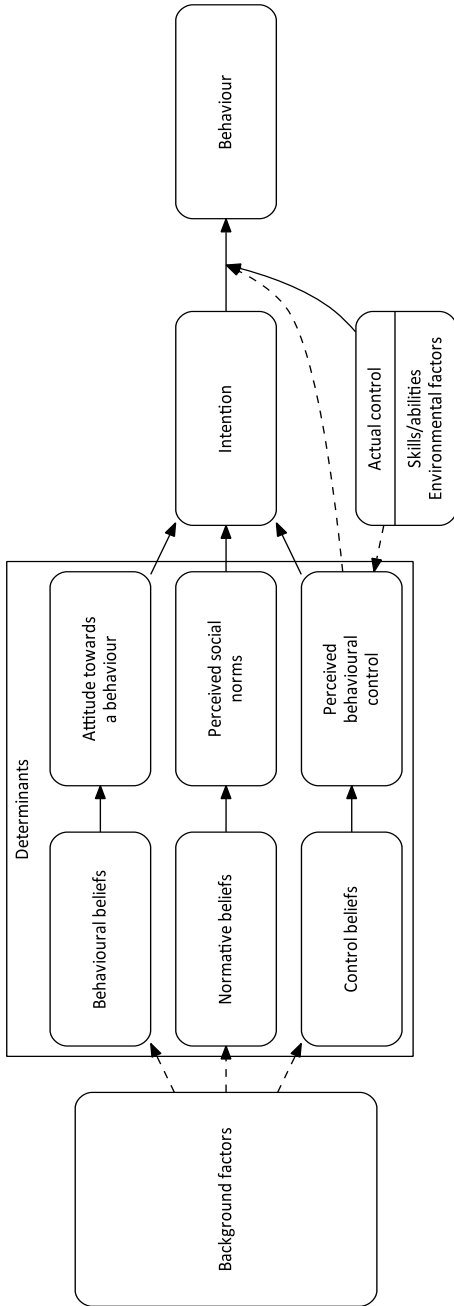 Background factors
Determinants
Behavioural beliefs
Normative beliefs
Control beliefs
Attitude towards
a behaviour
Perceived social
norms
Perceived
behavioural
control
Intention
Actual control
Skills/abilities
Environmental factors
Behaviour